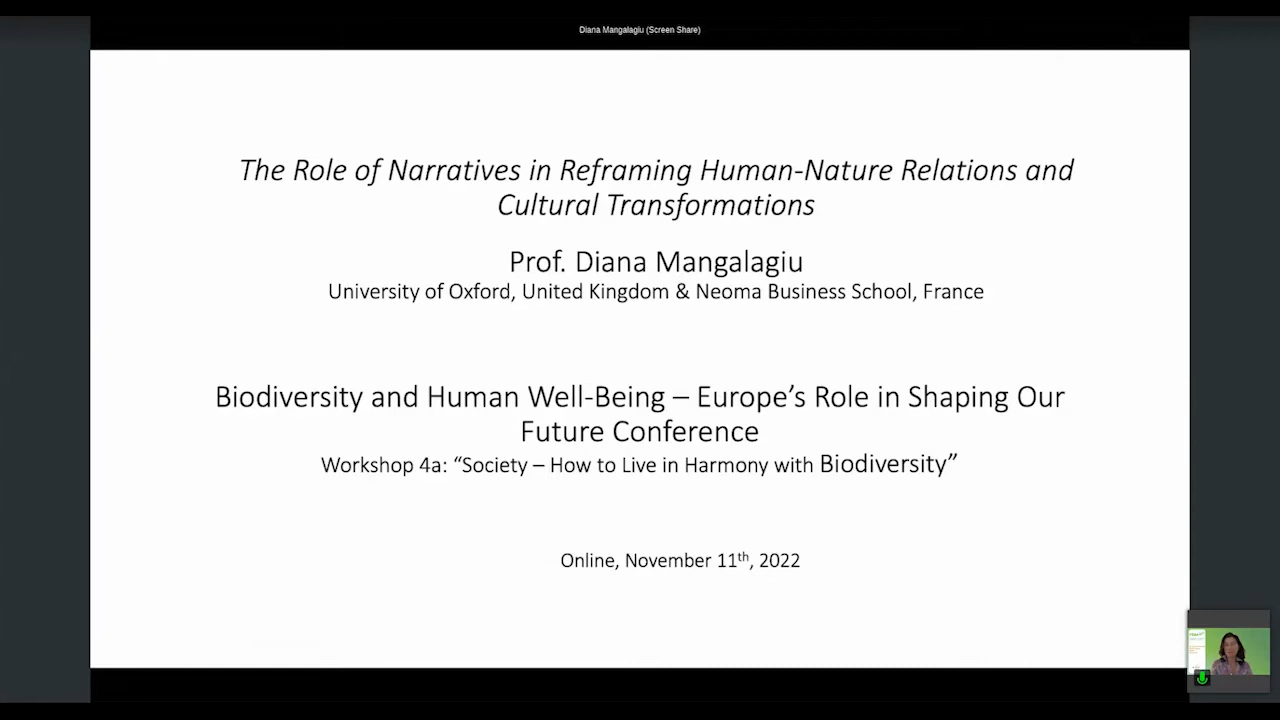 Diana Mangalagiu (Screen Share)
The Role of Narratives in Reframing Human-Nature Relations and
Cultural Transformations
Prof. Diana Mangalagiu
University of Oxford, United Kingdom & Neoma Business School, France
Biodiversity and Human Well-Being – Europe’s Role in Shaping Our
Future Conference
Workshop 4a: “Society – How to Live in Harmony with Biodiversity”
Online, November 11th, 2022